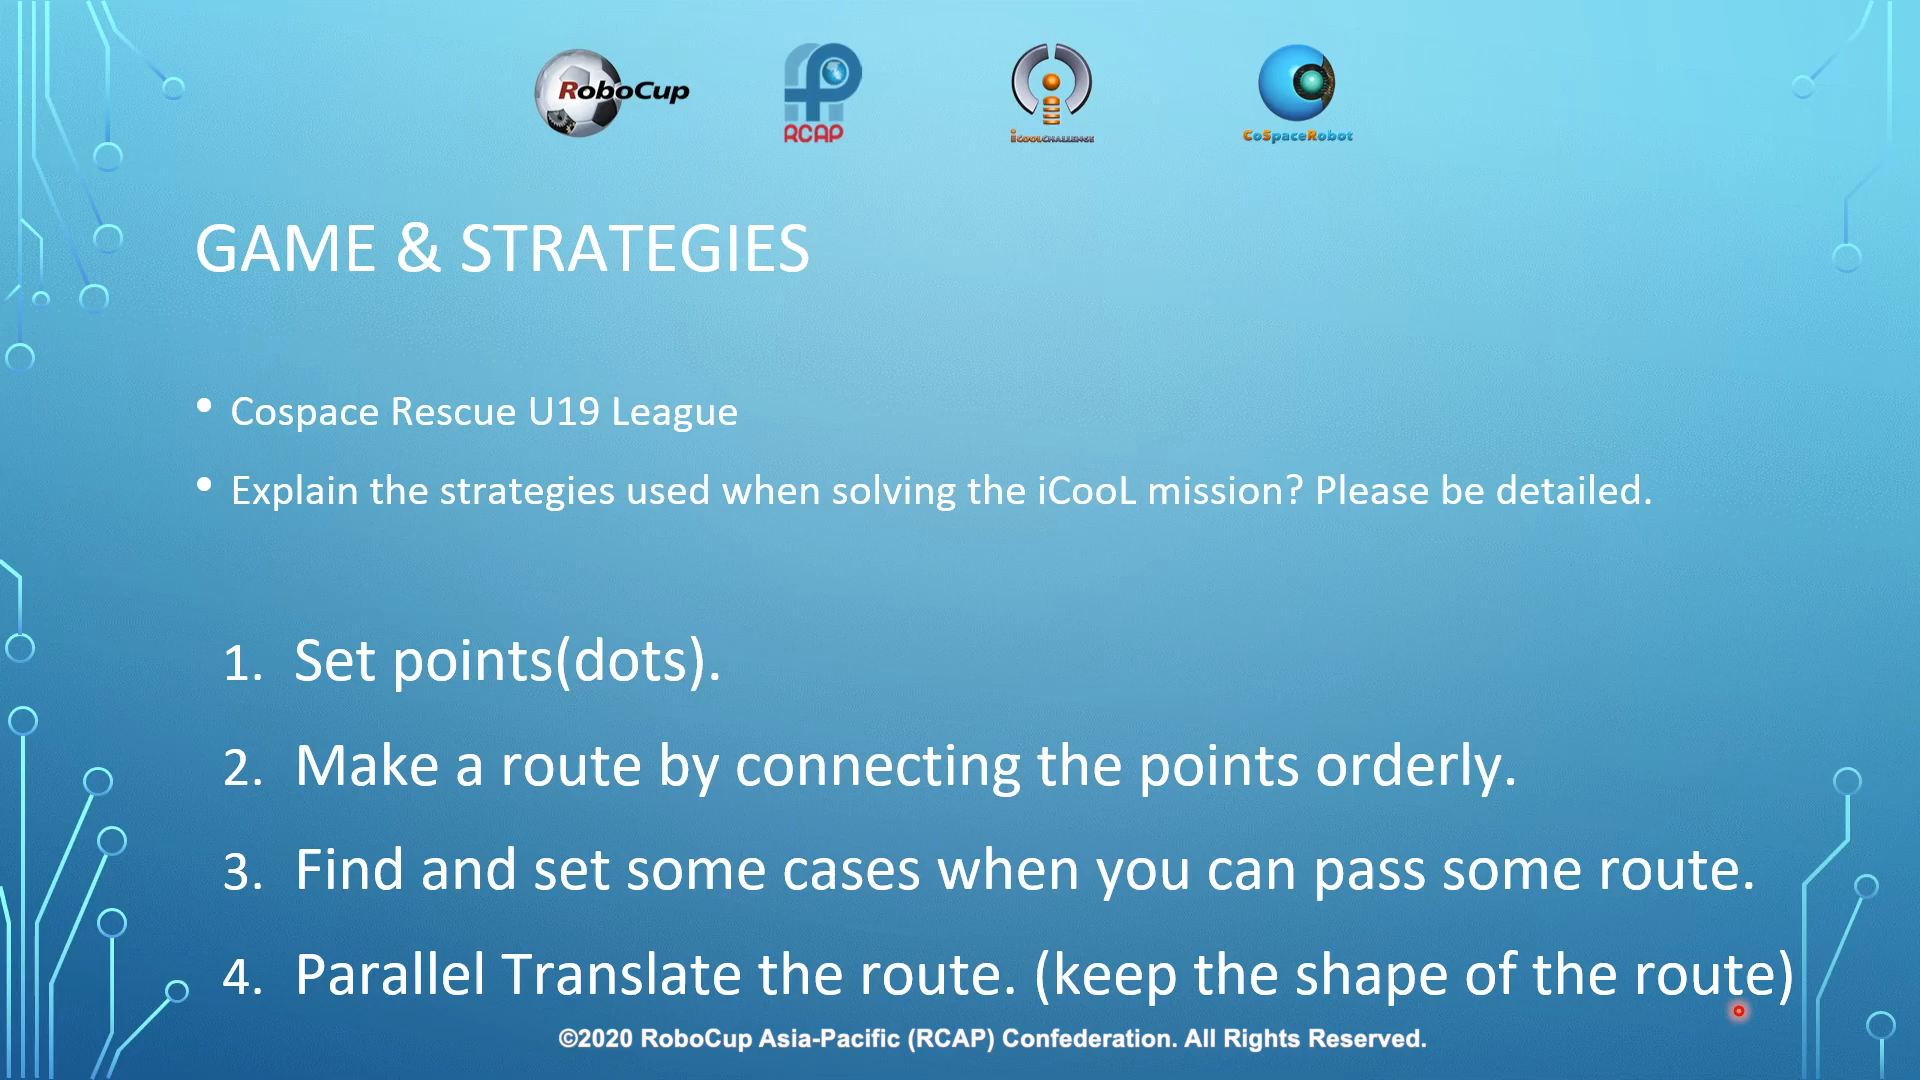 RoboCup
RCAP
iCOOLCHALLENGE
CoSpaceRobot
GAME & STRATEGIES
• Cospace Rescue U19 League
• Explain the strategies used when solving the iCooL mission? Please be detailed.
1. Set points(dots).
2. Make a route by connecting the points orderly.
3. Find and set some cases when you can pass some route.
4. Parallel Translate the route. (keep the shape of the route)
©2020 RoboCup Asia-Pacific (RCAP) Confederation. All Rights Reserved.